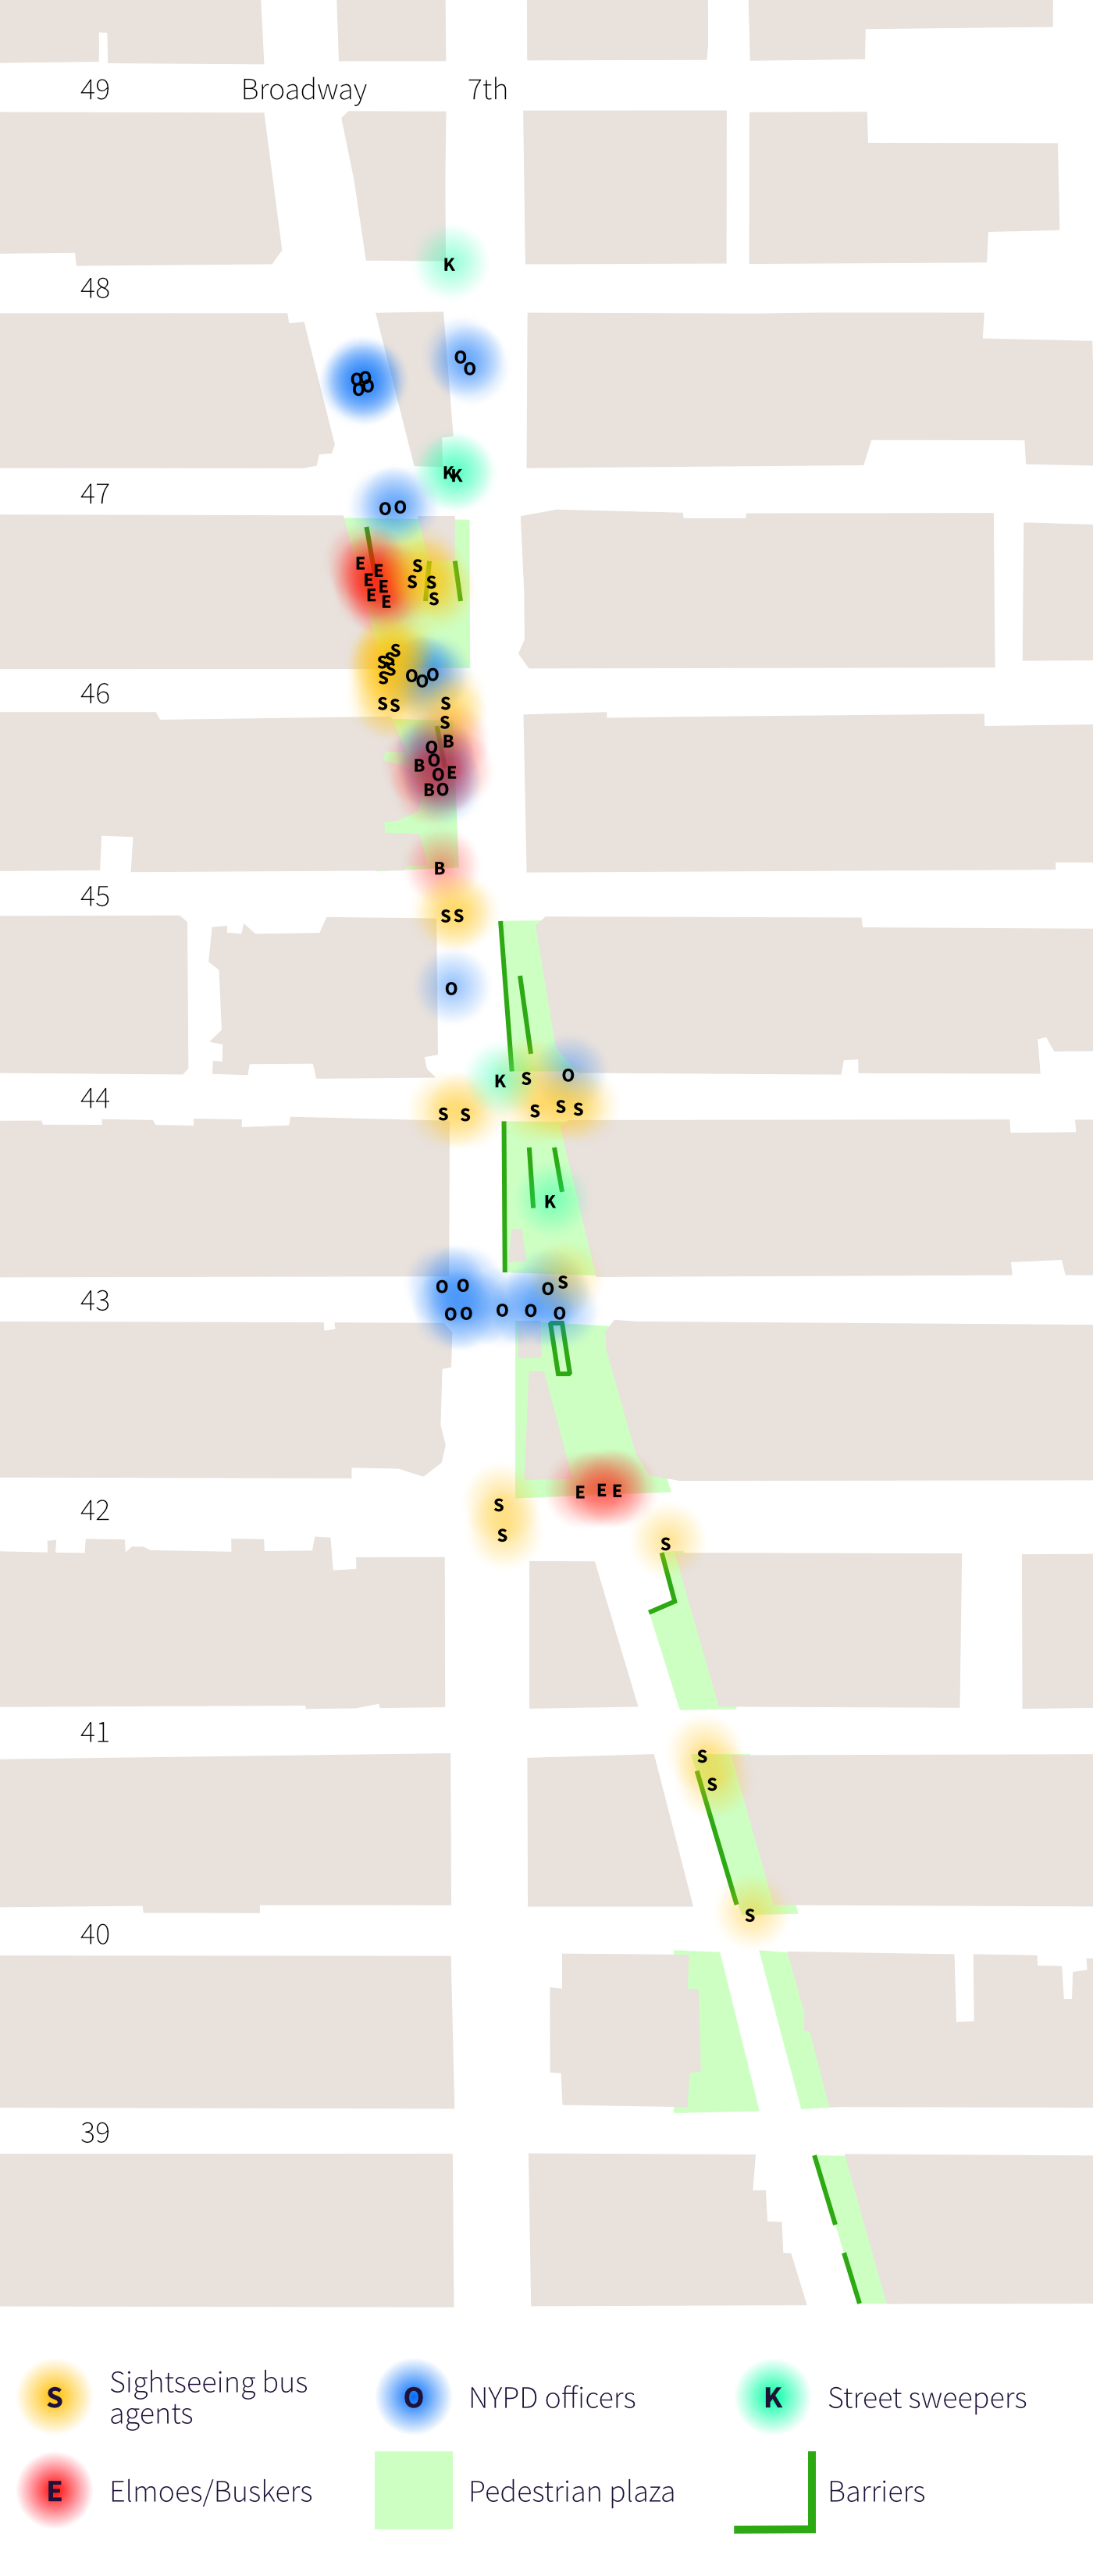 49 Broadway 7th
K
48
O
O
O O
O O
K K
47
O O
E S
E
E S S
E
E S
E
S
S
S
S
S O O O
46
S S S
S
B
O
O
B E
O
B O
B
45
S S
O
K S O
44
S S S S S
K
O O O S
43
O O O O O
E E E
S
42
S S
41
S
S
S
40
39
S Sightseeing bus agents
O NYPD officers
K Street sweepers
E Elmoes/Buskers
Pedestrian plaza
Barriers